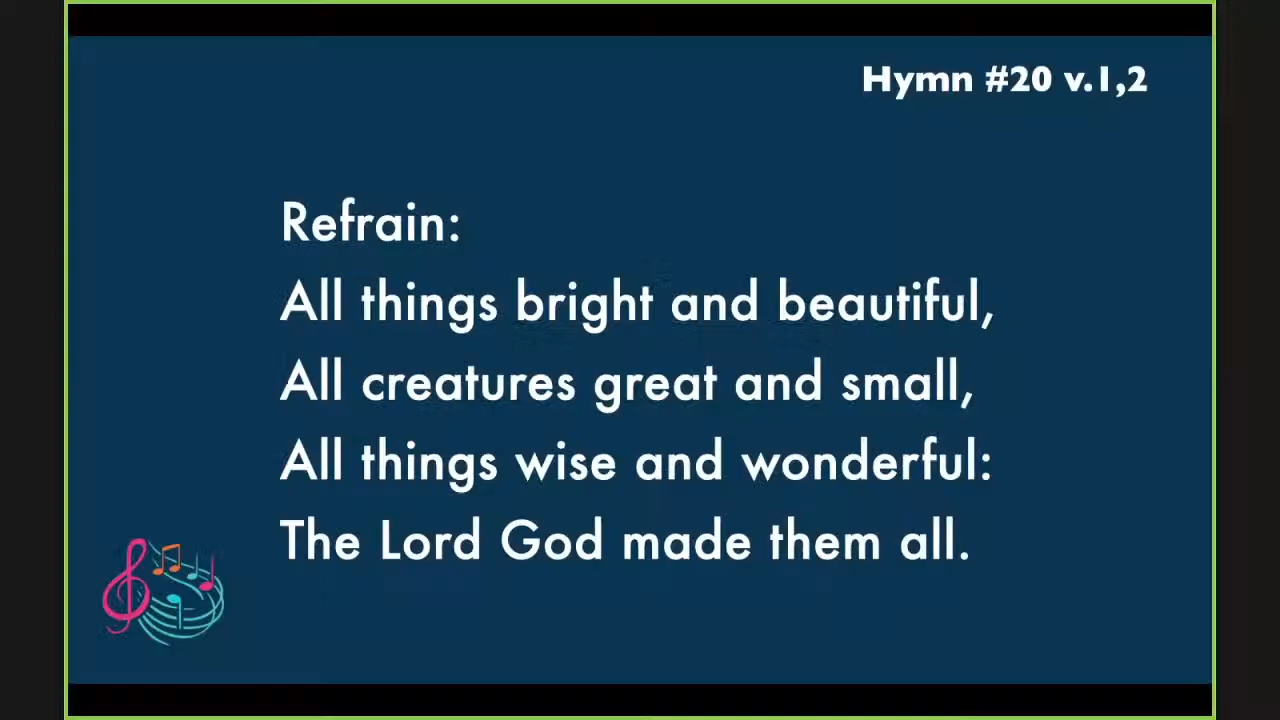 Hymn #20 v.1,2
Refrain:
All things bright and beautiful,
All creatures great and small,
All things wise and wonderful:
The Lord God made them all.